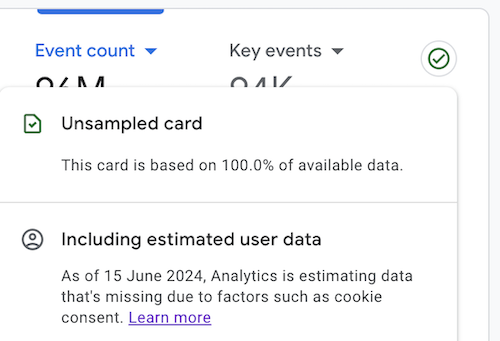 Event count Key events
Unsampled card
This card is based on 100.0% of available data.
Including estimated user data
As of 15 June 2024, Analytics is estimating data
that's missing due to factors such as cookie
consent. Learn more